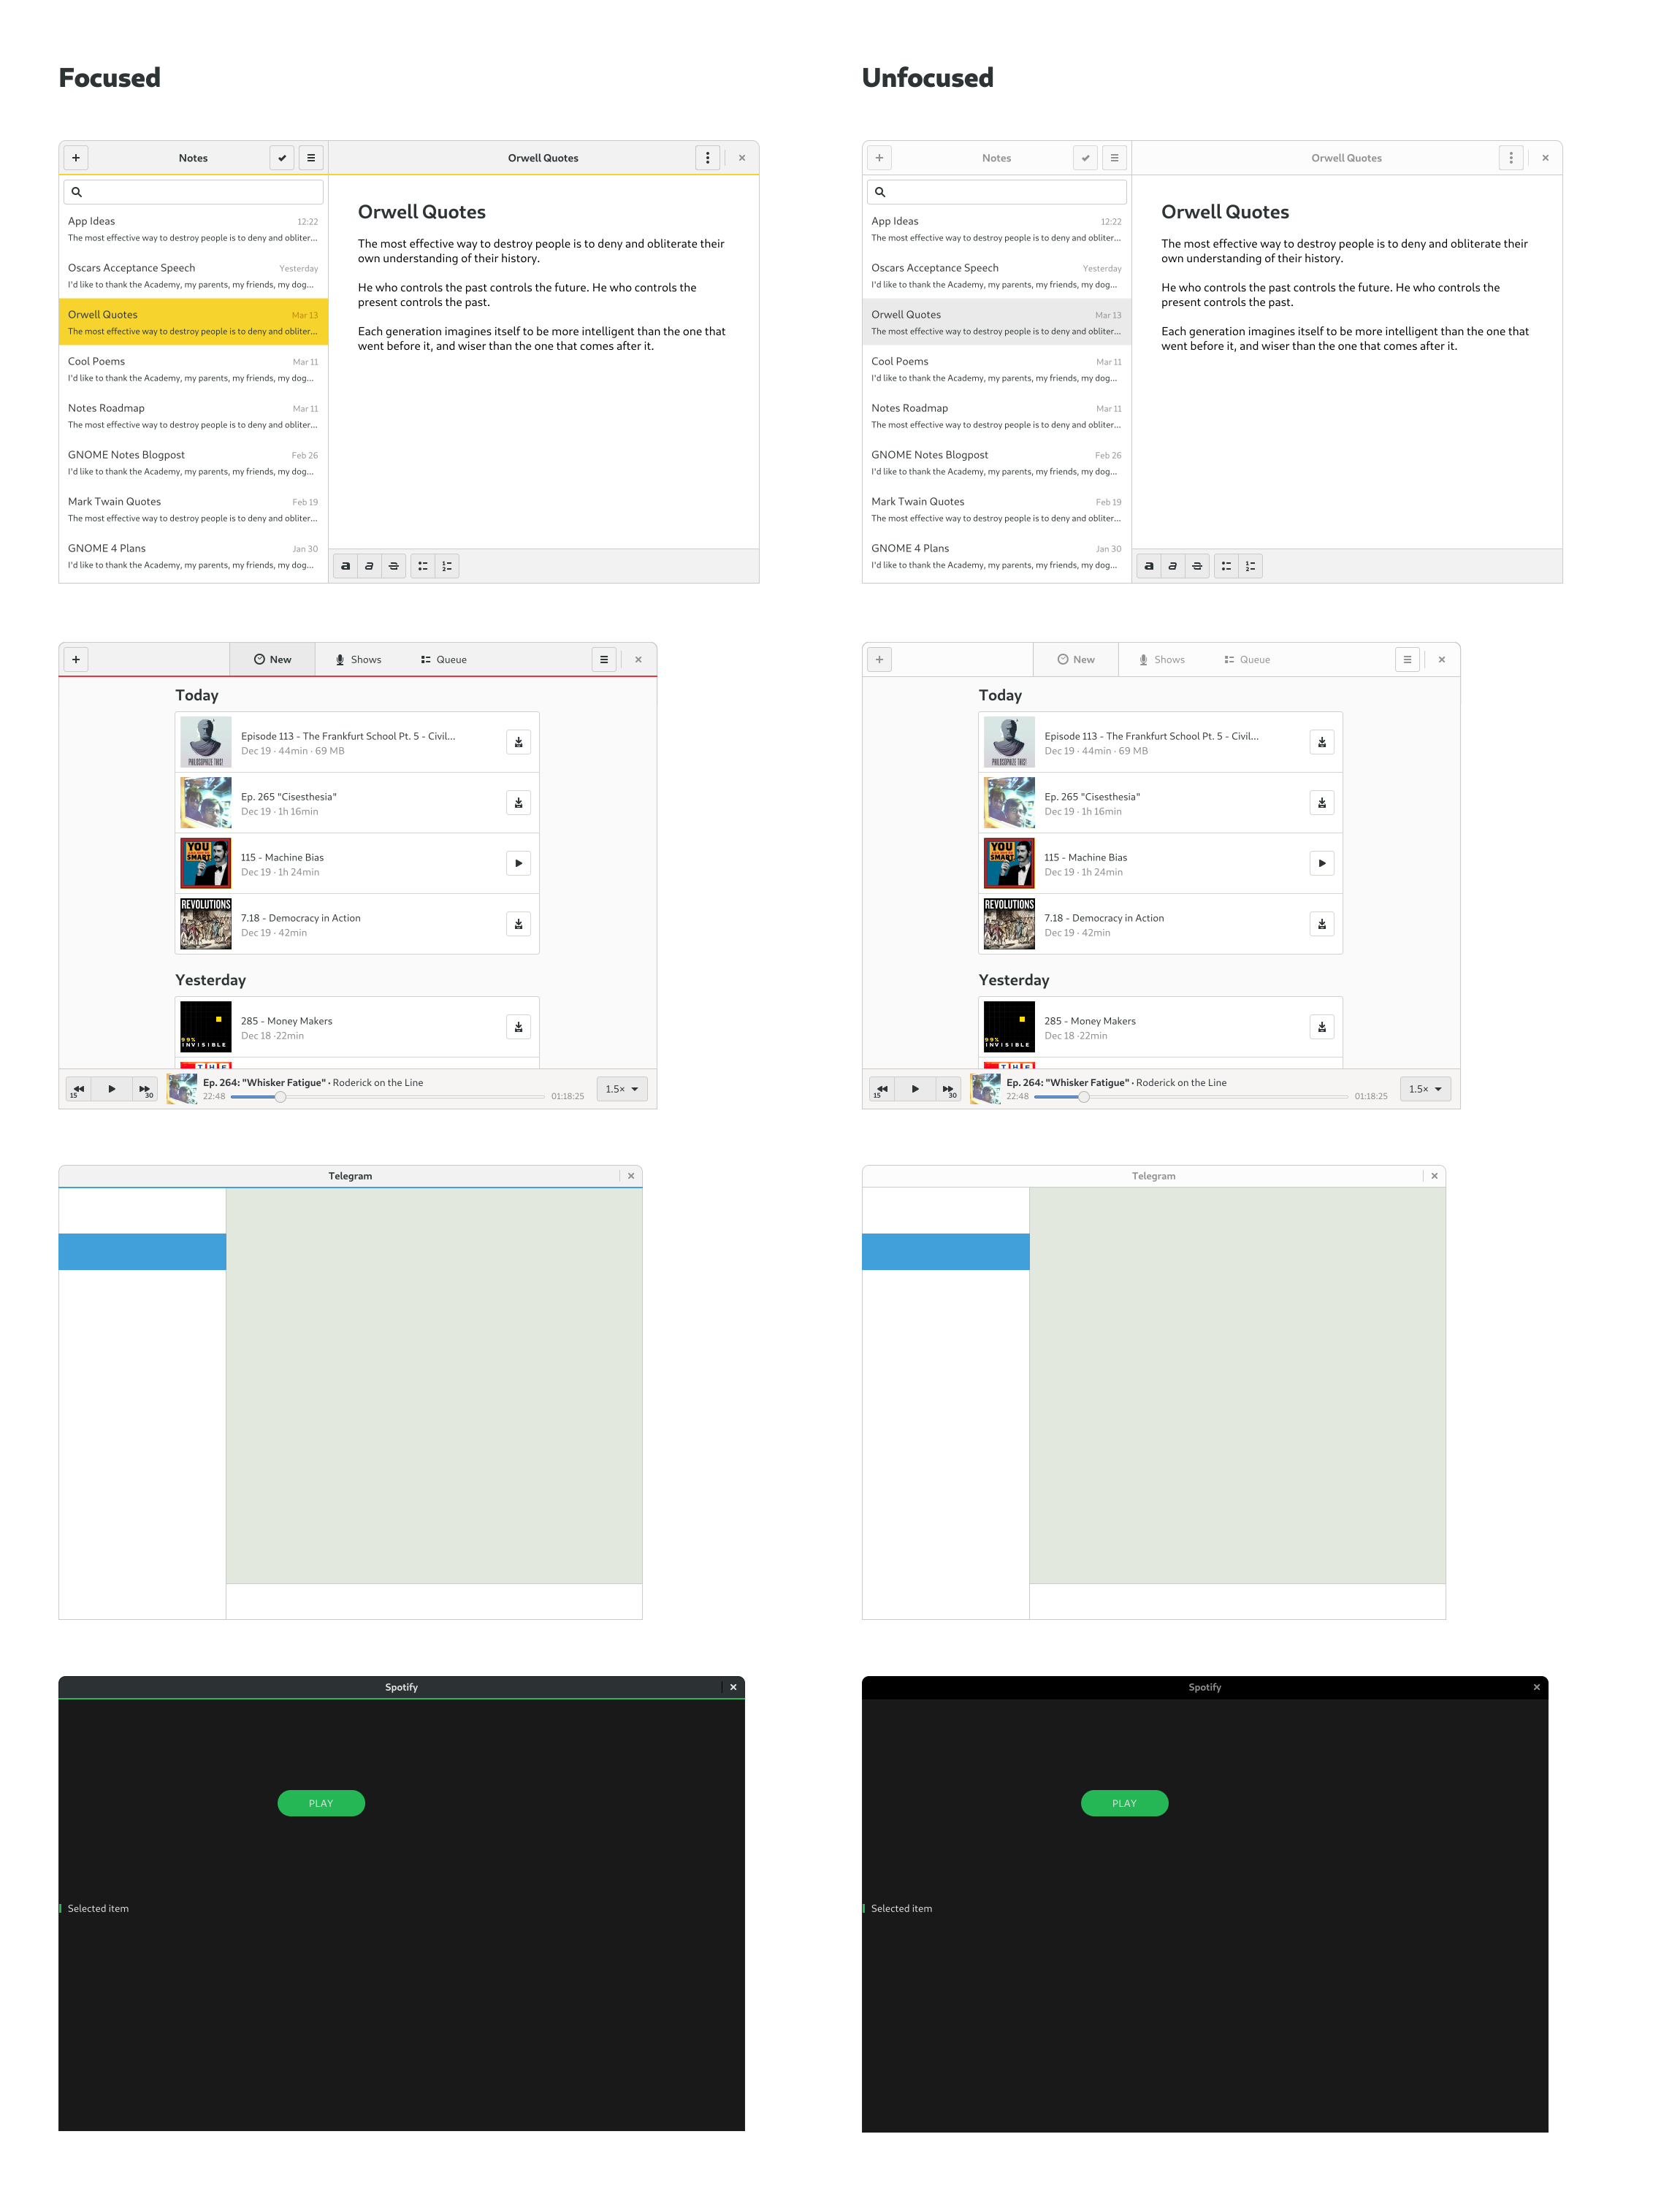 Focused
Unfocused
Notes
Orwell Quotes
App Ideas 12:22
The most effective way to destroy people is to deny and obliter...
Oscars Acceptance Speech Yesterday
I'd like to thank the Academy, my parents, my friends, my dog...
Orwell Quotes Mar 13
The most effective way to destroy people is to deny and obliter...
Cool Poems Mar 11
I'd like to thank the Academy, my parents, my friends, my dog...
Notes Roadmap Mar 11
The most effective way to destroy people is to deny and obliter...
GNOME Notes Blogpost Feb 26
I'd like to thank the Academy, my parents, my friends, my dog...
Mark Twain Quotes Feb 19
The most effective way to destroy people is to deny and obliter...
GNOME 4 Plans Jan 30
I'd like to thank the Academy, my parents, my friends, my dog...
Orwell Quotes
The most effective way to destroy people is to deny and obliterate their
own understanding of their history.
He who controls the past controls the future. He who controls the
present controls the past.
Each generation imagines itself to be more intelligent than the one that
went before it, and wiser than the one that comes after it.
a a S 1 2
Notes
Orwell Quotes
App Ideas 12:22
The most effective way to destroy people is to deny and obliter...
Oscars Acceptance Speech Yesterday
I'd like to thank the Academy, my parents, my friends, my dog...
Orwell Quotes Mar 13
The most effective way to destroy people is to deny and obliter...
Cool Poems Mar 11
I'd like to thank the Academy, my parents, my friends, my dog...
Notes Roadmap Mar 11
The most effective way to destroy people is to deny and obliter...
GNOME Notes Blogpost Feb 26
I'd like to thank the Academy, my parents, my friends, my dog...
Mark Twain Quotes Feb 19
The most effective way to destroy people is to deny and obliter...
GNOME 4 Plans Jan 30
I'd like to thank the Academy, my parents, my friends, my dog...
Orwell Quotes
The most effective way to destroy people is to deny and obliterate their
own understanding of their history.
He who controls the past controls the future. He who controls the
present controls the past.
Each generation imagines itself to be more intelligent than the one that
went before it, and wiser than the one that comes after it.
a a S 1 2
New Shows Queue
Today
PHILOSOPHIZE THIS!
Episode 113 - The Frankfurt School Pt. 5 - Civil...
Dec 19 · 44min · 69 MB
Ep. 265 "Cisesthesia"
Dec 19 · 1h 16min
YOU
SMART
115 - Machine Bias
Dec 19 · 1h 24min
REVOLUTIONS
7.18 - Democracy in Action
Dec 19 · 42min
Yesterday
99%
INVISIBLE
285 - Money Makers
Dec 18 ·22min
THE
15 30
Ep. 264: "Whisker Fatigue" · Roderick on the Line
22:48 01:18:25
1.5×
New Shows Queue
Today
PHILOSOPHIZE THIS!
Episode 113 - The Frankfurt School Pt. 5 - Civil...
Dec 19 · 44min · 69 MB
Ep. 265 "Cisesthesia"
Dec 19 · 1h 16min
YOU
SMART
115 - Machine Bias
Dec 19 · 1h 24min
REVOLUTIONS
7.18 - Democracy in Action
Dec 19 · 42min
Yesterday
99%
INVISIBLE
285 - Money Makers
Dec 18 ·22min
THE
15 30
Ep. 264: "Whisker Fatigue" · Roderick on the Line
22:48 01:18:25
1.5×
Telegram
Telegram
Spotify
PLAY
Selected item
Spotify
PLAY
Selected item